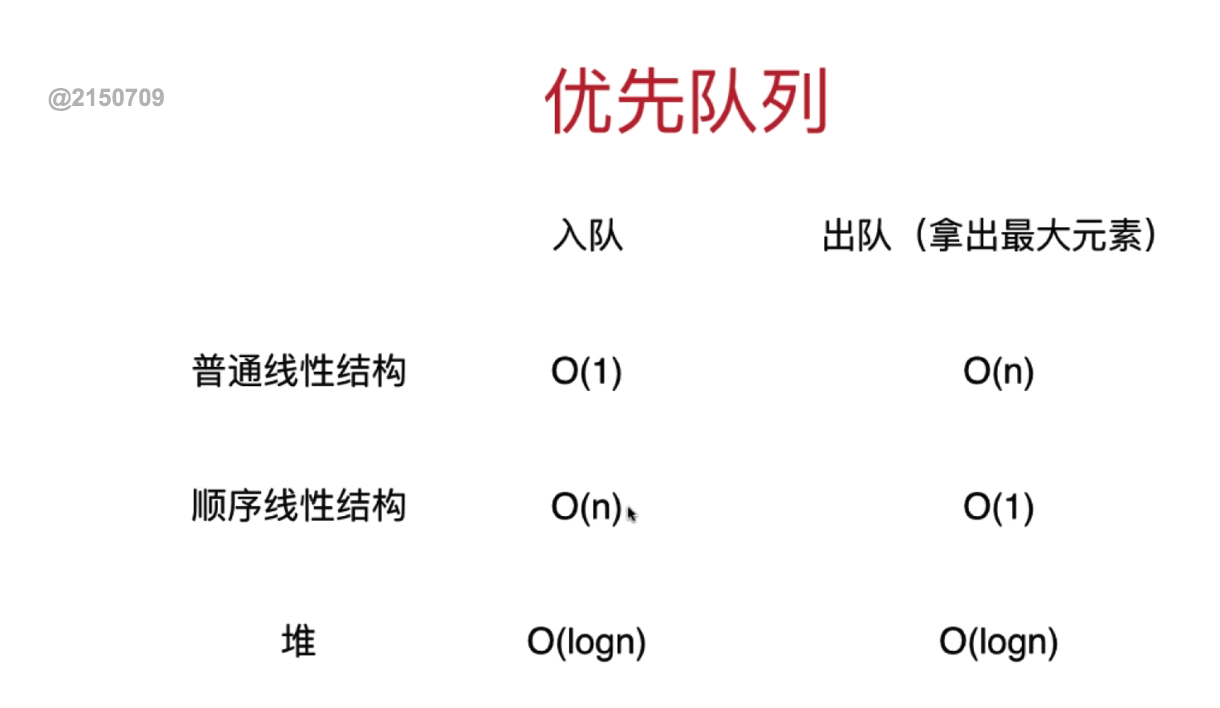 @2150709
优先队列
入队 出队（拿出最大元素）
普通线性结构 O(1) O(n)
顺序线性结构 O(n) O(1)
堆 O(logn) O(logn)